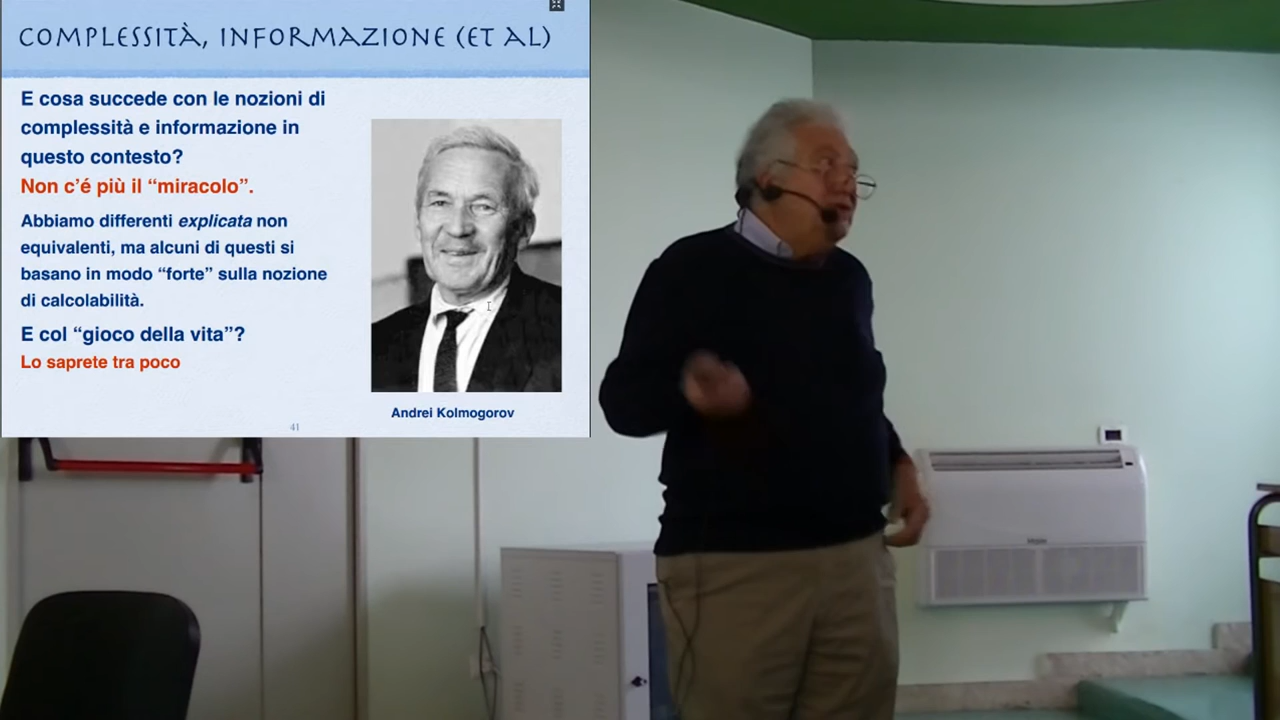 COMPLESSITÀ, INFORMAZIONE (ET AL)
E cosa succede con le nozioni di
complessità e informazione in
questo contesto?
Non c'é più il “miracolo”.
Abbiamo differenti explicata non
equivalenti, ma alcuni di questi si
basano in modo “forte” sulla nozione
di calcolabilità.
E col “gioco della vita”?
Lo saprete tra poco
Andrei Kolmogorov
41